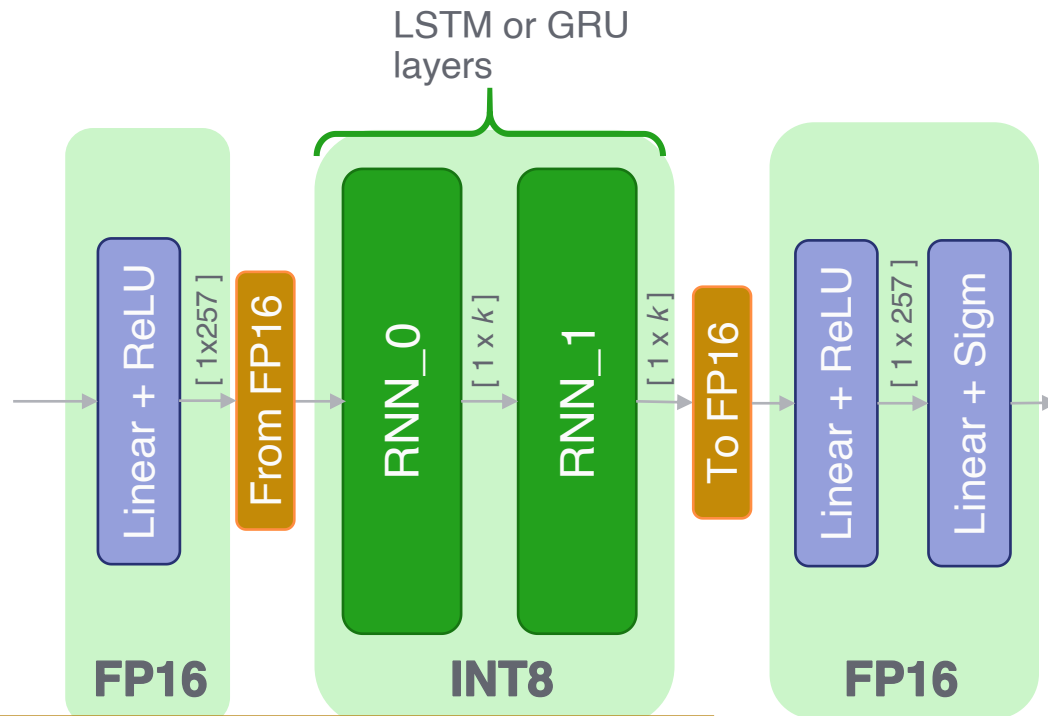 LSTM or GRU
layers
Linear + ReLU
[ 1x257 ]
From FP16
RNN_0
[ 1 x k ]
RNN_1
[ 1 x k ]
To FP16
Linear + ReLU
[ 1 x 257 ]
Linear + Sigm
FP16
INT8
FP16